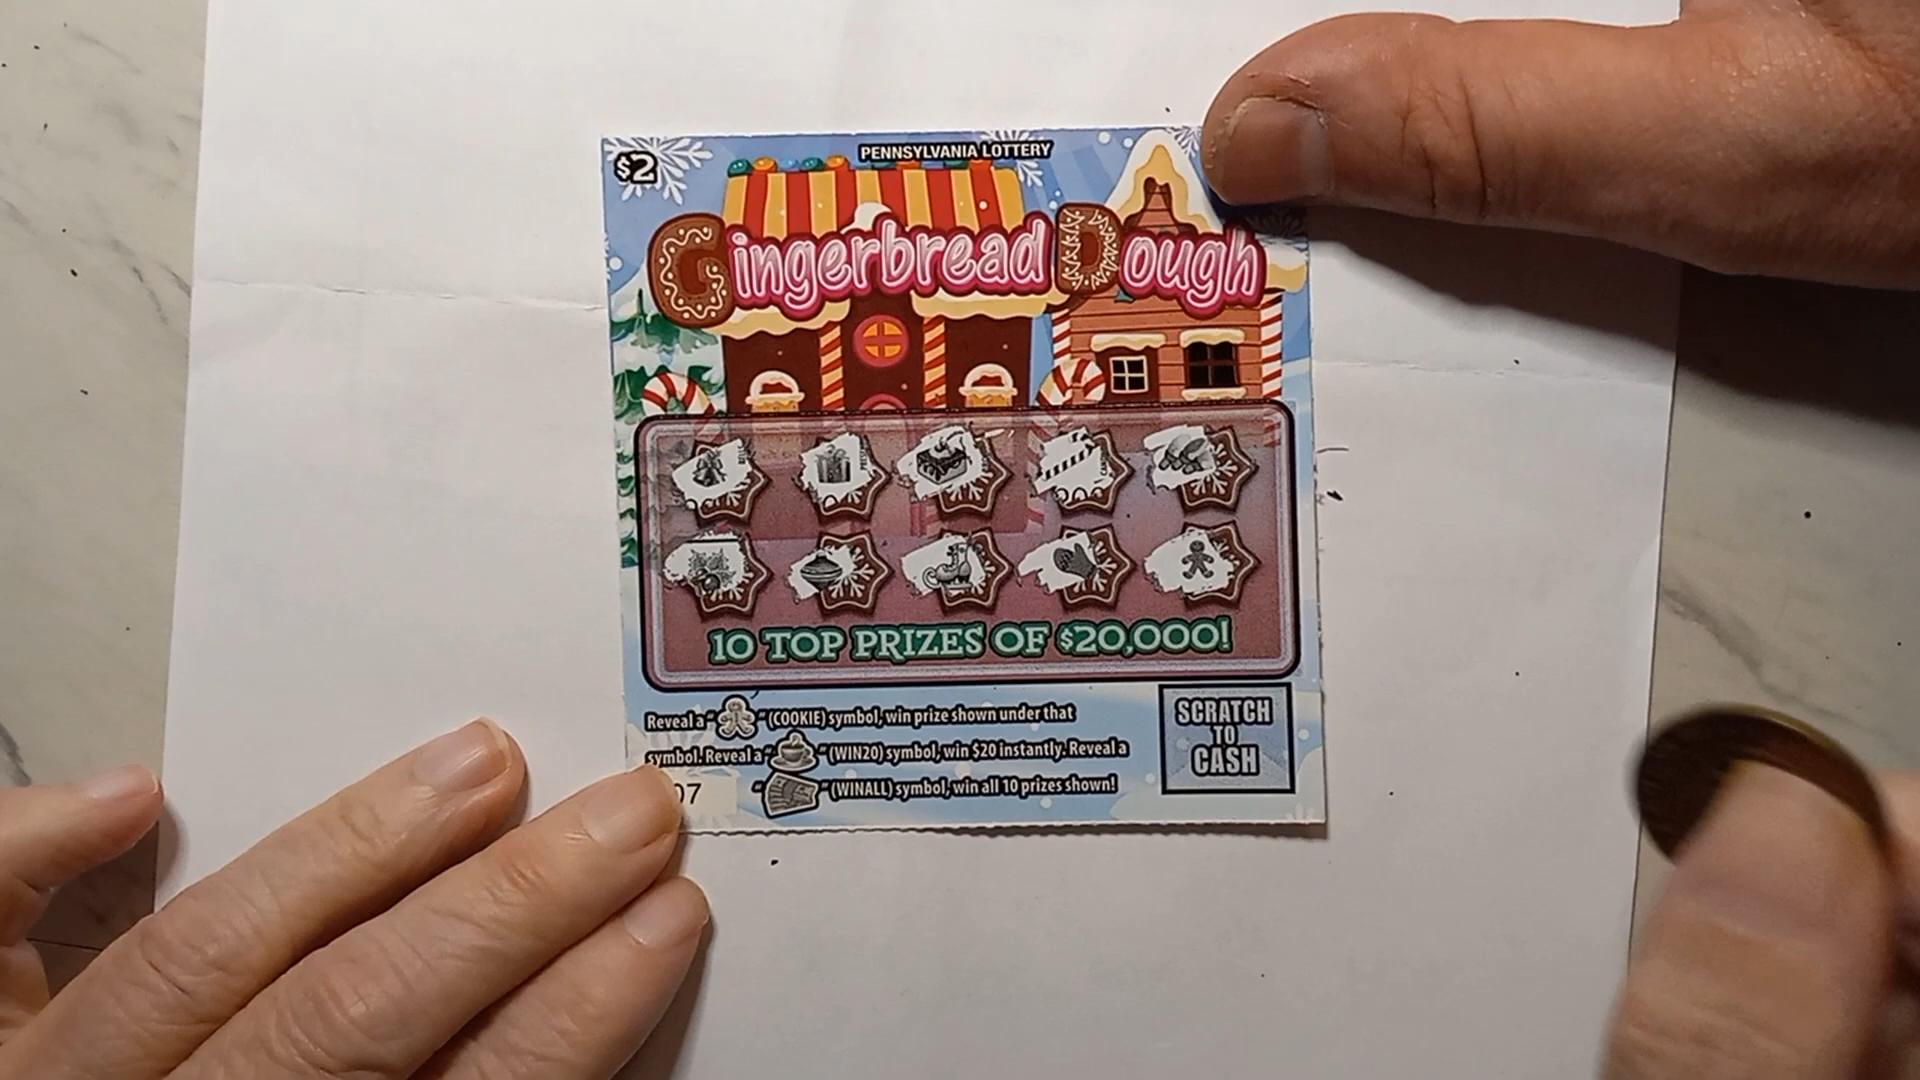 $2
PENNSYLVANIA LOTTERY
Gingerbread Dough
10 TOP PRIZES OF $20,000!
Reveal a " " (COOKIE) symbol, win prize shown under that
symbol. Reveal a " " (WIN20) symbol, win $20 instantly. Reveal a
" " (WINALL) symbol, win all 10 prizes shown!
SCRATCH
TO
CASH
07